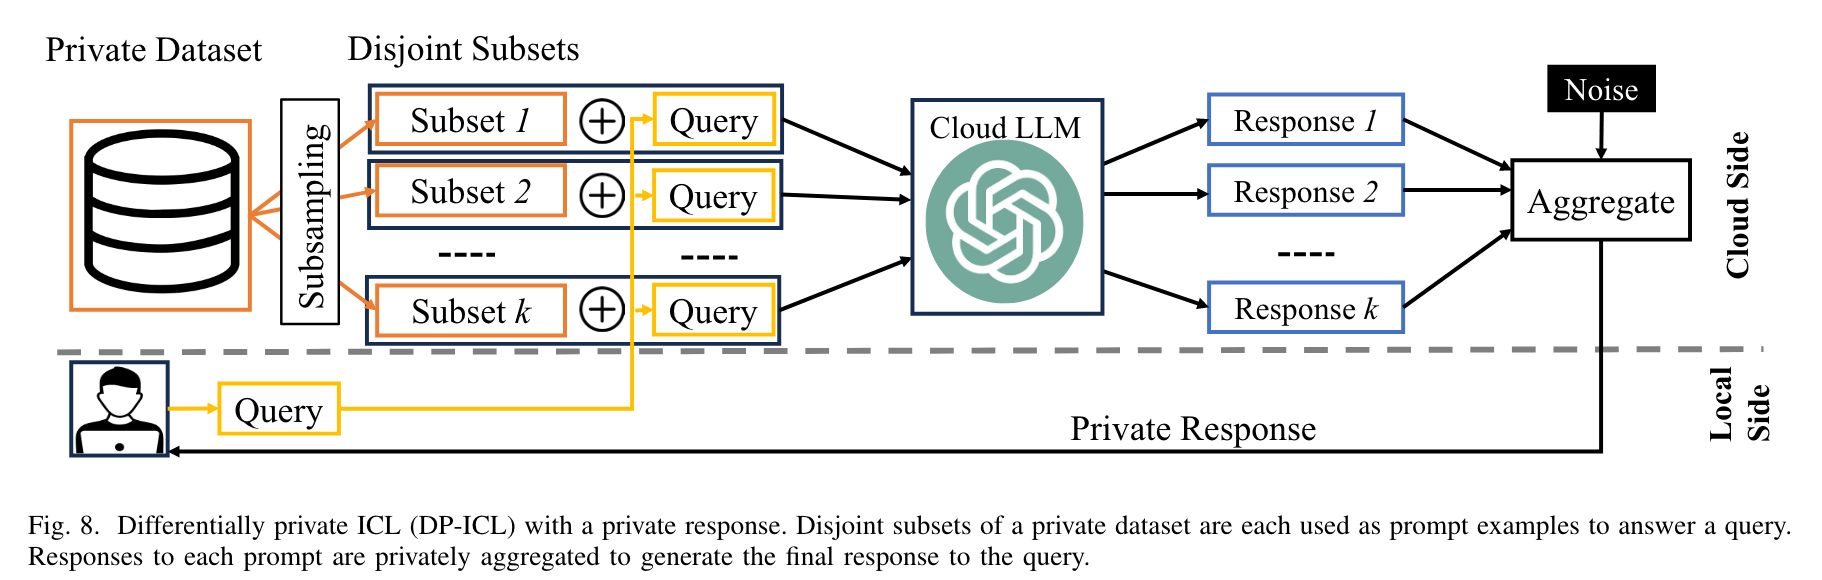 Private Dataset
Disjoint Subsets
Subsampling
Subset 1
Query
Subset 2
Query
----
----
Subset k
Query
Cloud LLM
Response 1
Response 2
----
Response k
Noise
Aggregate
Cloud Side
Query
Private Response
Local
Side
Fig. 8. Differentially private ICL (DP-ICL) with a private response. Disjoint subsets of a private dataset are each used as prompt examples to answer a query.
Responses to each prompt are privately aggregated to generate the final response to the query.